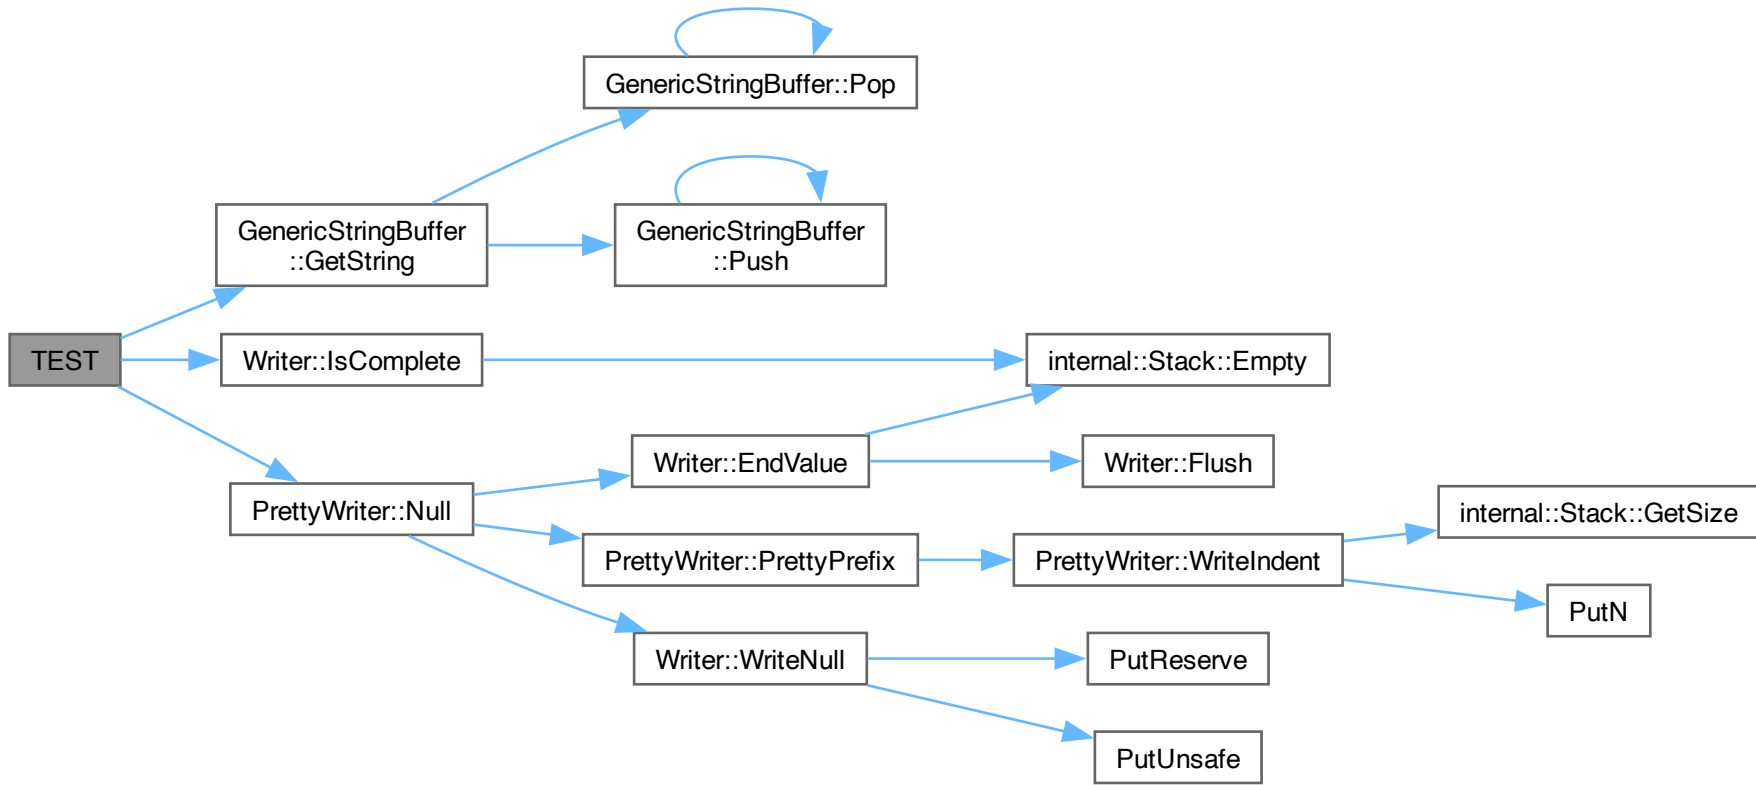 GenericStringBuffer::Pop
GenericStringBuffer
::GetString
GenericStringBuffer
::Push
TEST
Writer::IsComplete
internal::Stack::Empty
Writer::EndValue
Writer::Flush
PrettyWriter::Null
internal::Stack::GetSize
PrettyWriter::PrettyPrefix
PrettyWriter::WriteIndent
PutN
Writer::WriteNull
PutReserve
PutUnsafe